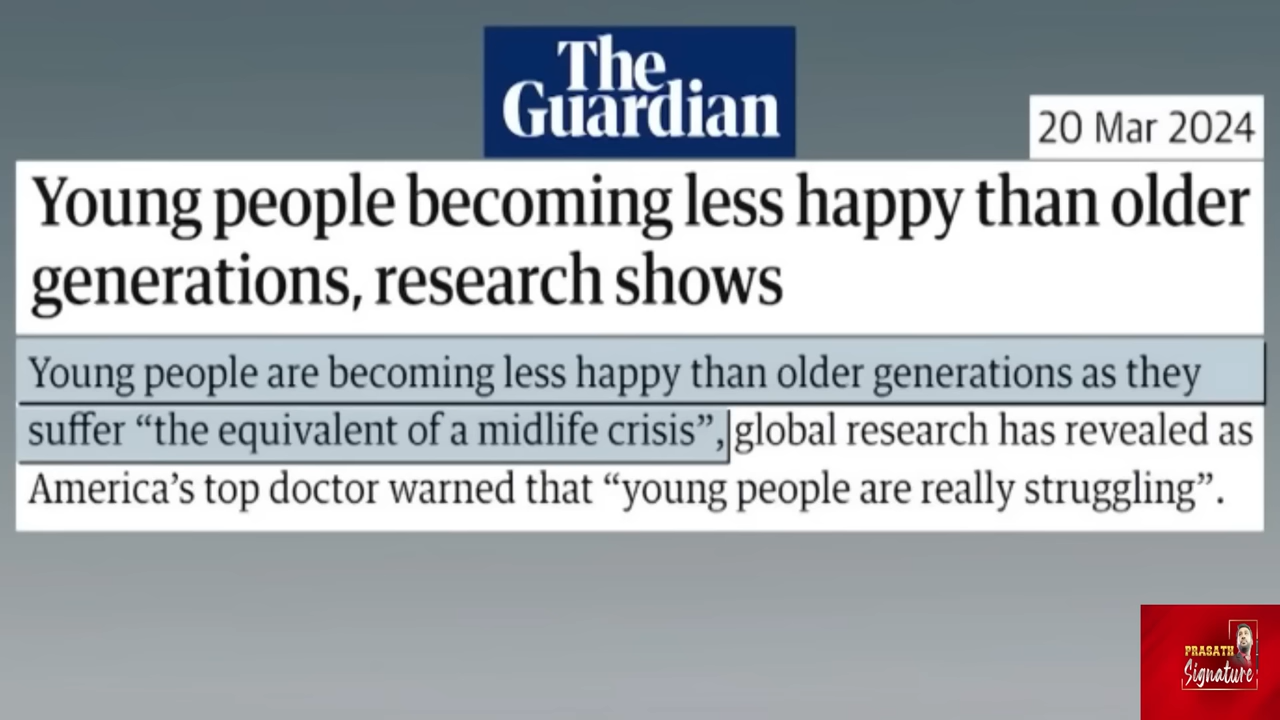 The
Guardian
20 Mar 2024
Young people becoming less happy than older
generations, research shows
Young people are becoming less happy than older generations as they
suffer “the equivalent of a midlife crisis”, global research has revealed as
America’s top doctor warned that “young people are really struggling”.
PRASATH
Signature